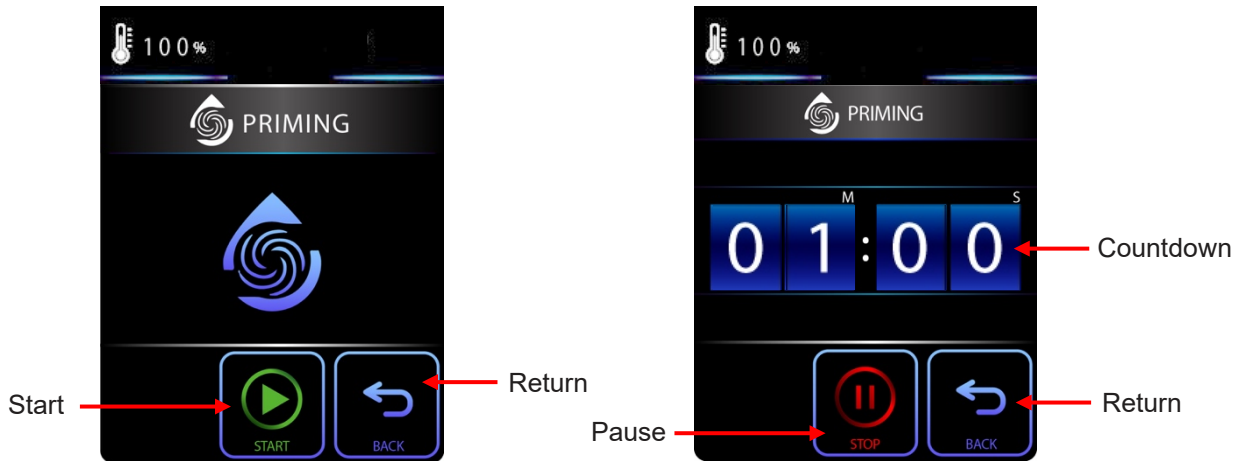 100%
PRIMING
START
BACK
Start
Return
100%
PRIMING
M S
01:00
STOP
BACK
Countdown
Pause
Return